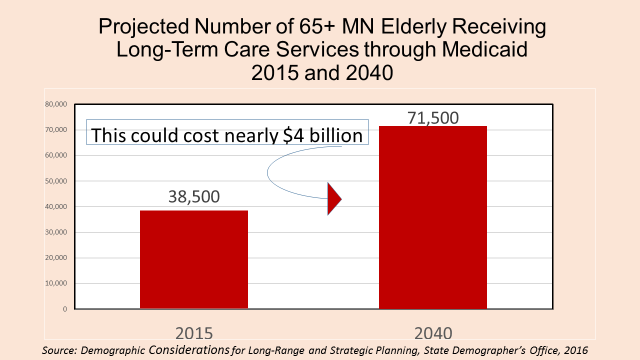 Projected Number of 65+ MN Elderly Receiving
Long-Term Care Services through Medicaid
2015 and 2040
80,000
70,000
60,000
50,000
40,000
30,000
20,000
10,000
0
This could cost nearly $4 billion
38,500
71,500
2015
2040
Source: Demographic Considerations for Long-Range and Strategic Planning, State Demographer's Office, 2016